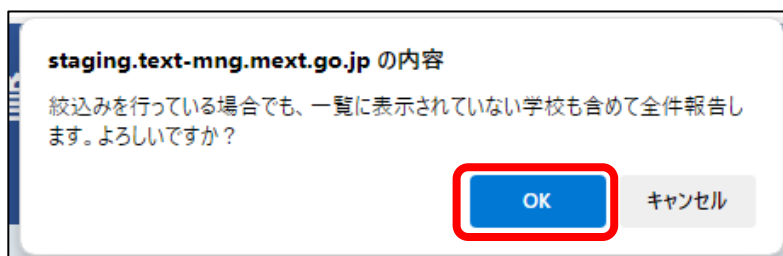 staging.text-mng.mext.go.jp の内容
絞込みを行っている場合でも、一覧に表示されていない学校も含めて全件報告し
ます。よろしいですか？
OK キャンセル